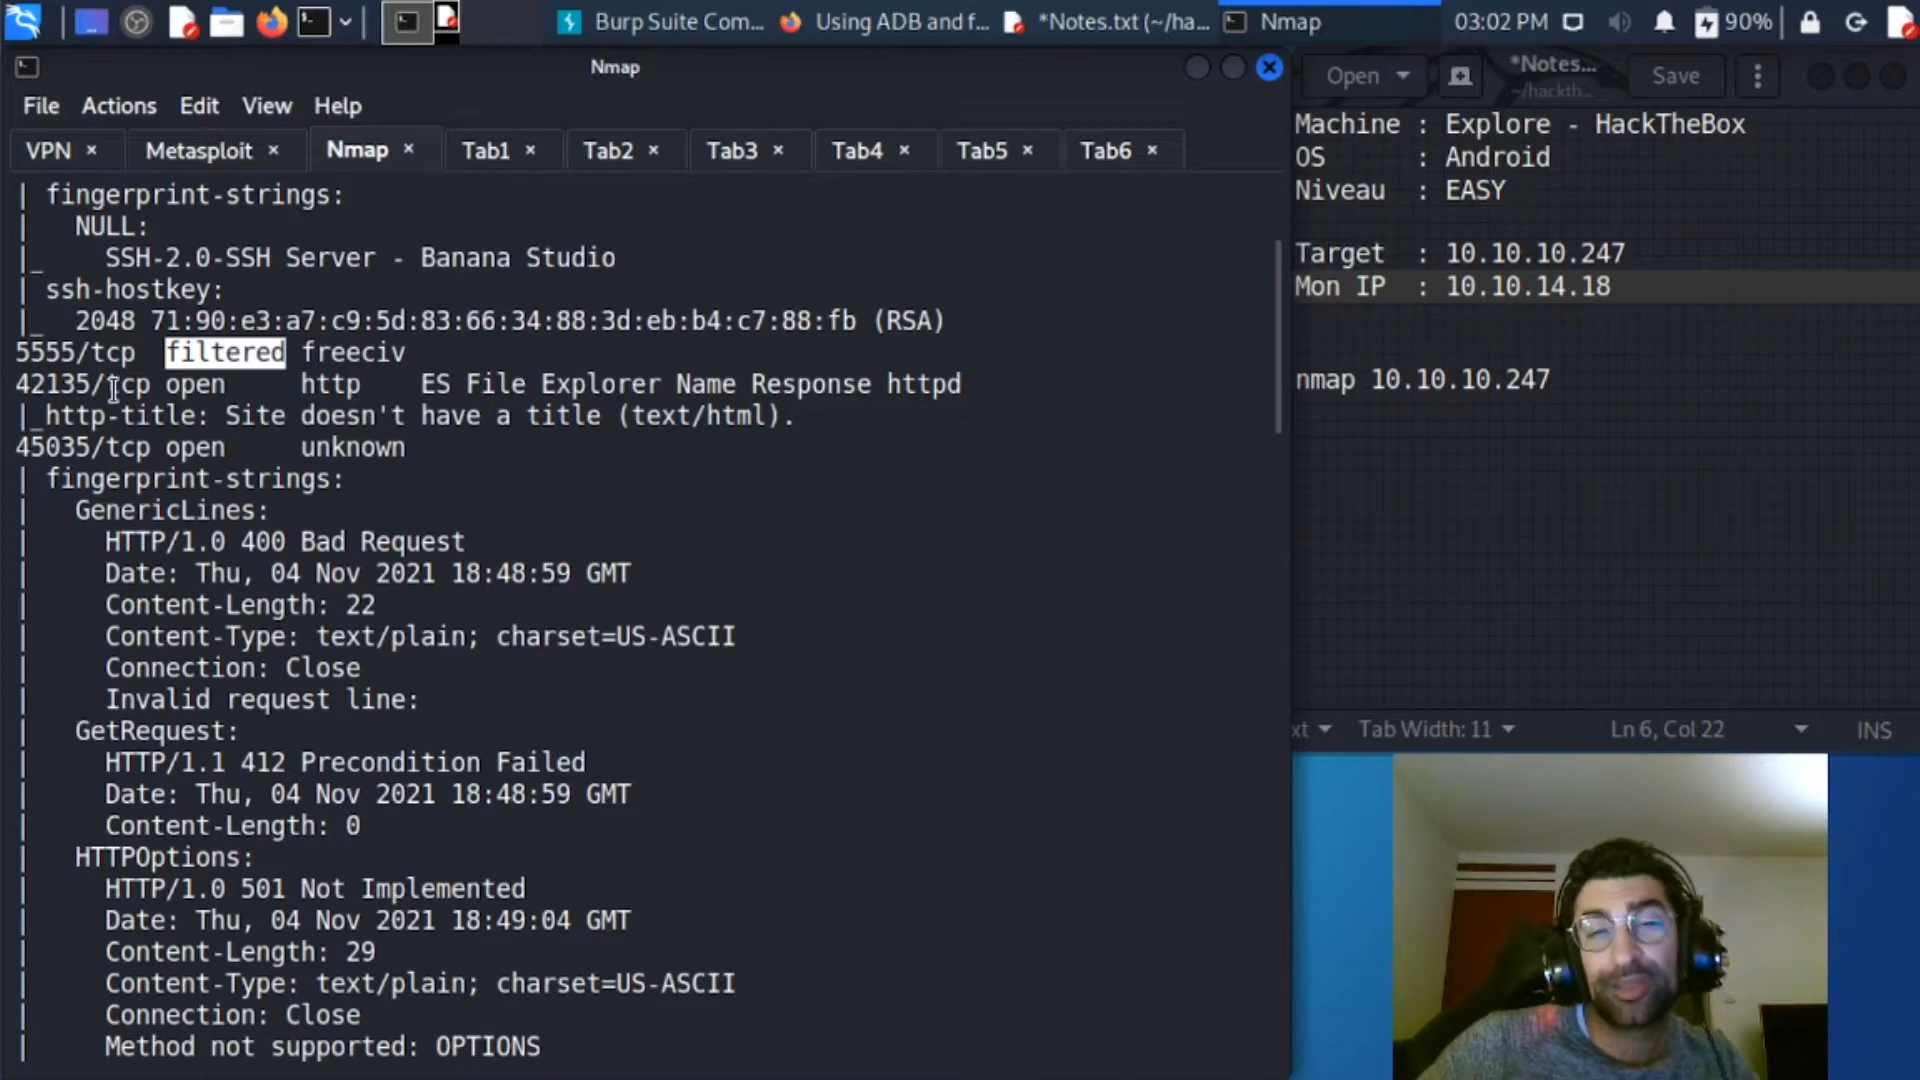 Burp Suite Com...
Using ADB and f...
*Notes.txt (~/ha...
Nmap
03:02 PM
90%
Nmap
File Actions Edit View Help
VPN × Metasploit × Nmap × Tab1 × Tab2 × Tab3 × Tab4 × Tab5 × Tab6 ×
| fingerprint-strings:
|   NULL:
|_    SSH-2.0-SSH Server - Banana Studio
| ssh-hostkey:
|_  2048 71:90:e3:a7:c9:5d:83:66:34:88:3d:eb:b4:c7:88:fb (RSA)
5555/tcp  filtered freeciv
42135/tcp open     http    ES File Explorer Name Response httpd
|_http-title: Site doesn't have a title (text/html).
45035/tcp open     unknown
| fingerprint-strings:
|   GenericLines:
|     HTTP/1.0 400 Bad Request
|     Date: Thu, 04 Nov 2021 18:48:59 GMT
|     Content-Length: 22
|     Content-Type: text/plain; charset=US-ASCII
|     Connection: Close
|     Invalid request line:
|   GetRequest:
|     HTTP/1.1 412 Precondition Failed
|     Date: Thu, 04 Nov 2021 18:48:59 GMT
|     Content-Length: 0
|   HTTPOptions:
|     HTTP/1.0 501 Not Implemented
|     Date: Thu, 04 Nov 2021 18:49:04 GMT
|     Content-Length: 29
|     Content-Type: text/plain; charset=US-ASCII
|     Connection: Close
|     Method not supported: OPTIONS
Open
*Notes...
~/hackth...
Save
Machine : Explore - HackTheBox
OS      : Android
Niveau  : EASY
Target  : 10.10.10.247
Mon IP  : 10.10.14.18
nmap 10.10.10.247
xt
Tab Width: 11
Ln 6, Col 22
INS